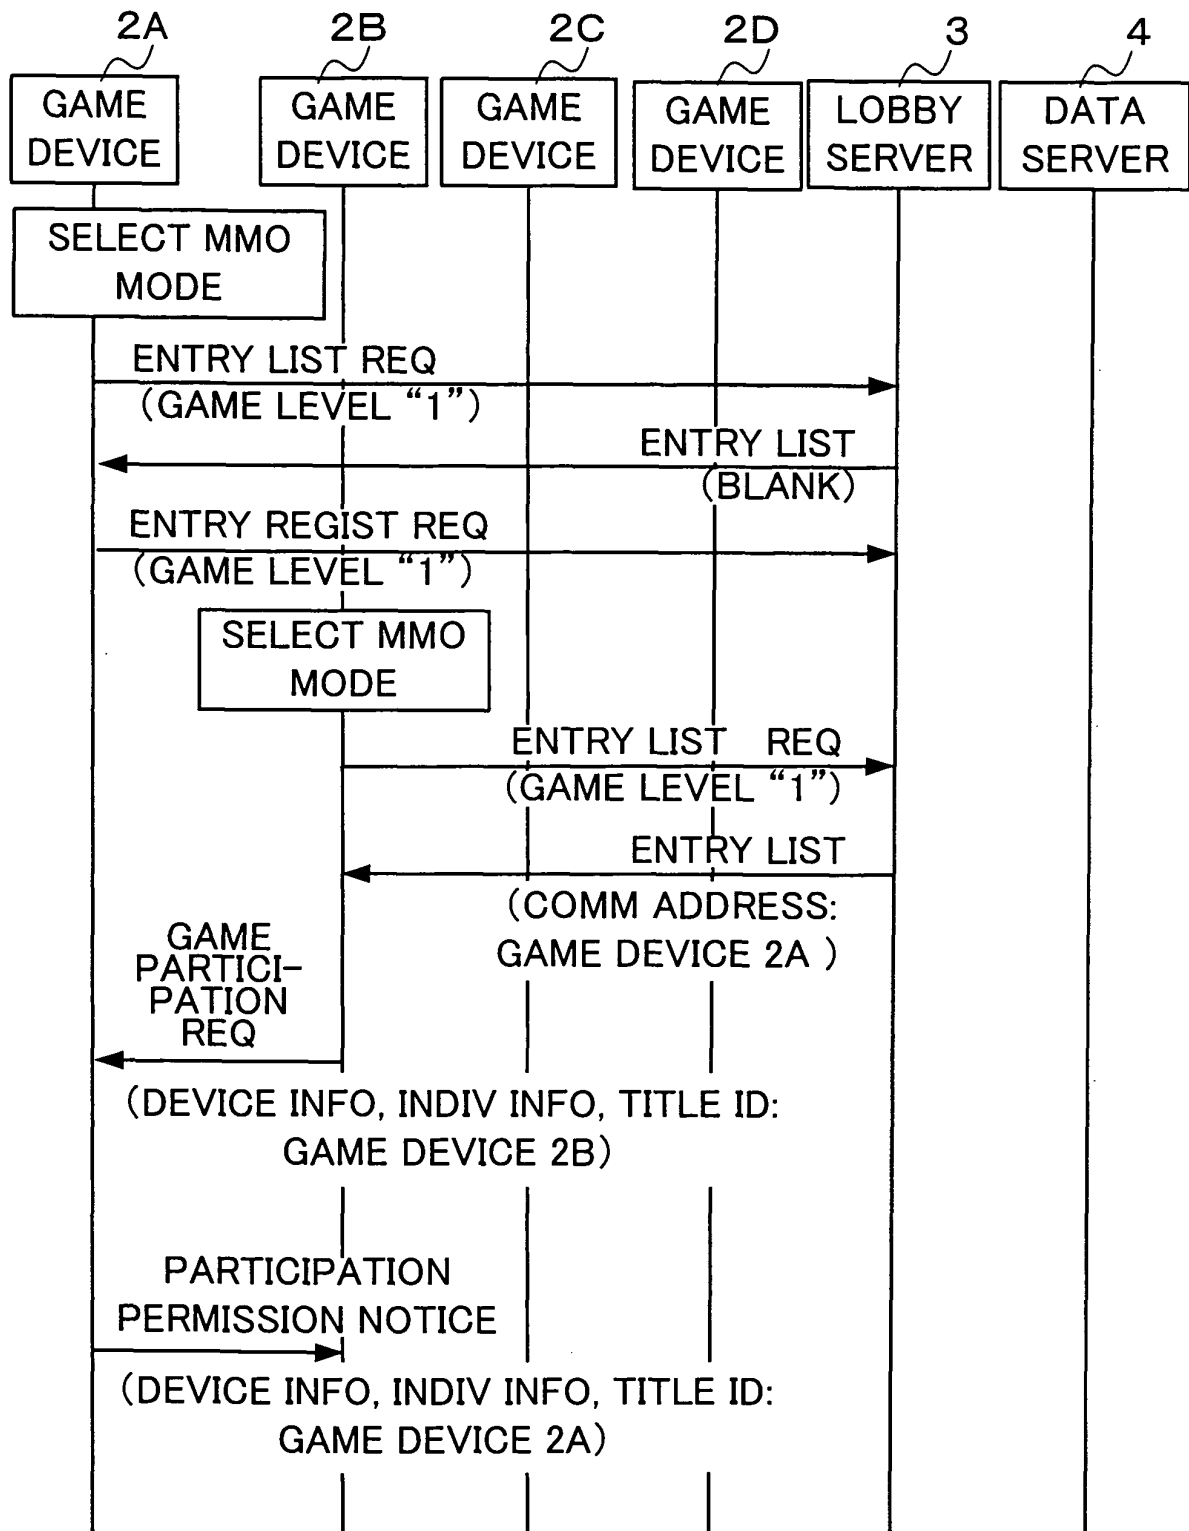 2A 2B 2C 2D 3 4
GAME DEVICE
GAME DEVICE
GAME DEVICE
GAME DEVICE
LOBBY SERVER
DATA SERVER
SELECT MMO
MODE
ENTRY LIST REQ
(GAME LEVEL “1”)
ENTRY LIST
(BLANK)
ENTRY REGIST REQ
(GAME LEVEL “1”)
SELECT MMO
MODE
ENTRY LIST REQ
(GAME LEVEL “1”)
ENTRY LIST
(COMM ADDRESS:
GAME DEVICE 2A )
GAME
PARTICI-
PATION
REQ
(DEVICE INFO, INDIV INFO, TITLE ID:
GAME DEVICE 2B)
PARTICIPATION
PERMISSION NOTICE
(DEVICE INFO, INDIV INFO, TITLE ID:
GAME DEVICE 2A)